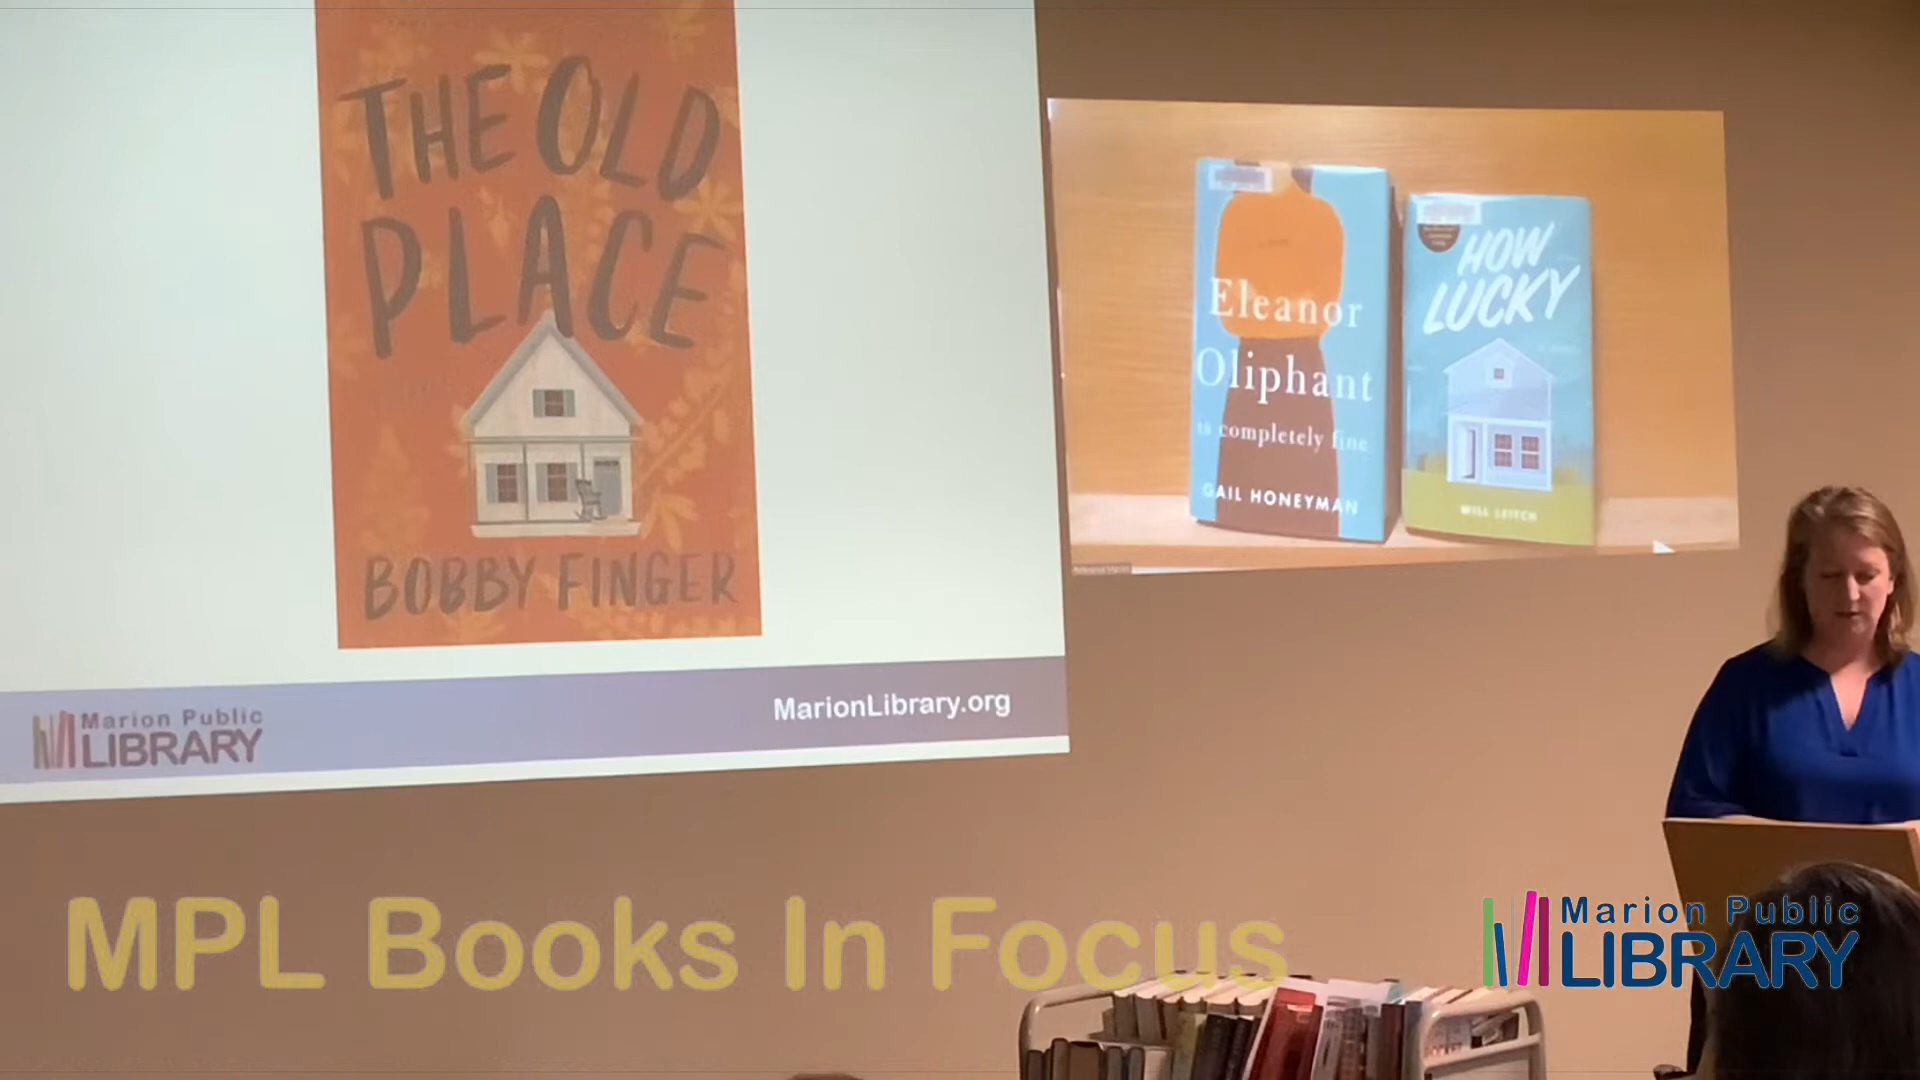 THE OLD
PLACE
BOBBY FINGER
Marion Public
LIBRARY
MarionLibrary.org
Eleanor
Oliphant
is completely fine
GAIL HONEYMAN
HOW
LUCKY
WILL LEITCH
MPL Books In Focus
Marion Public
LIBRARY